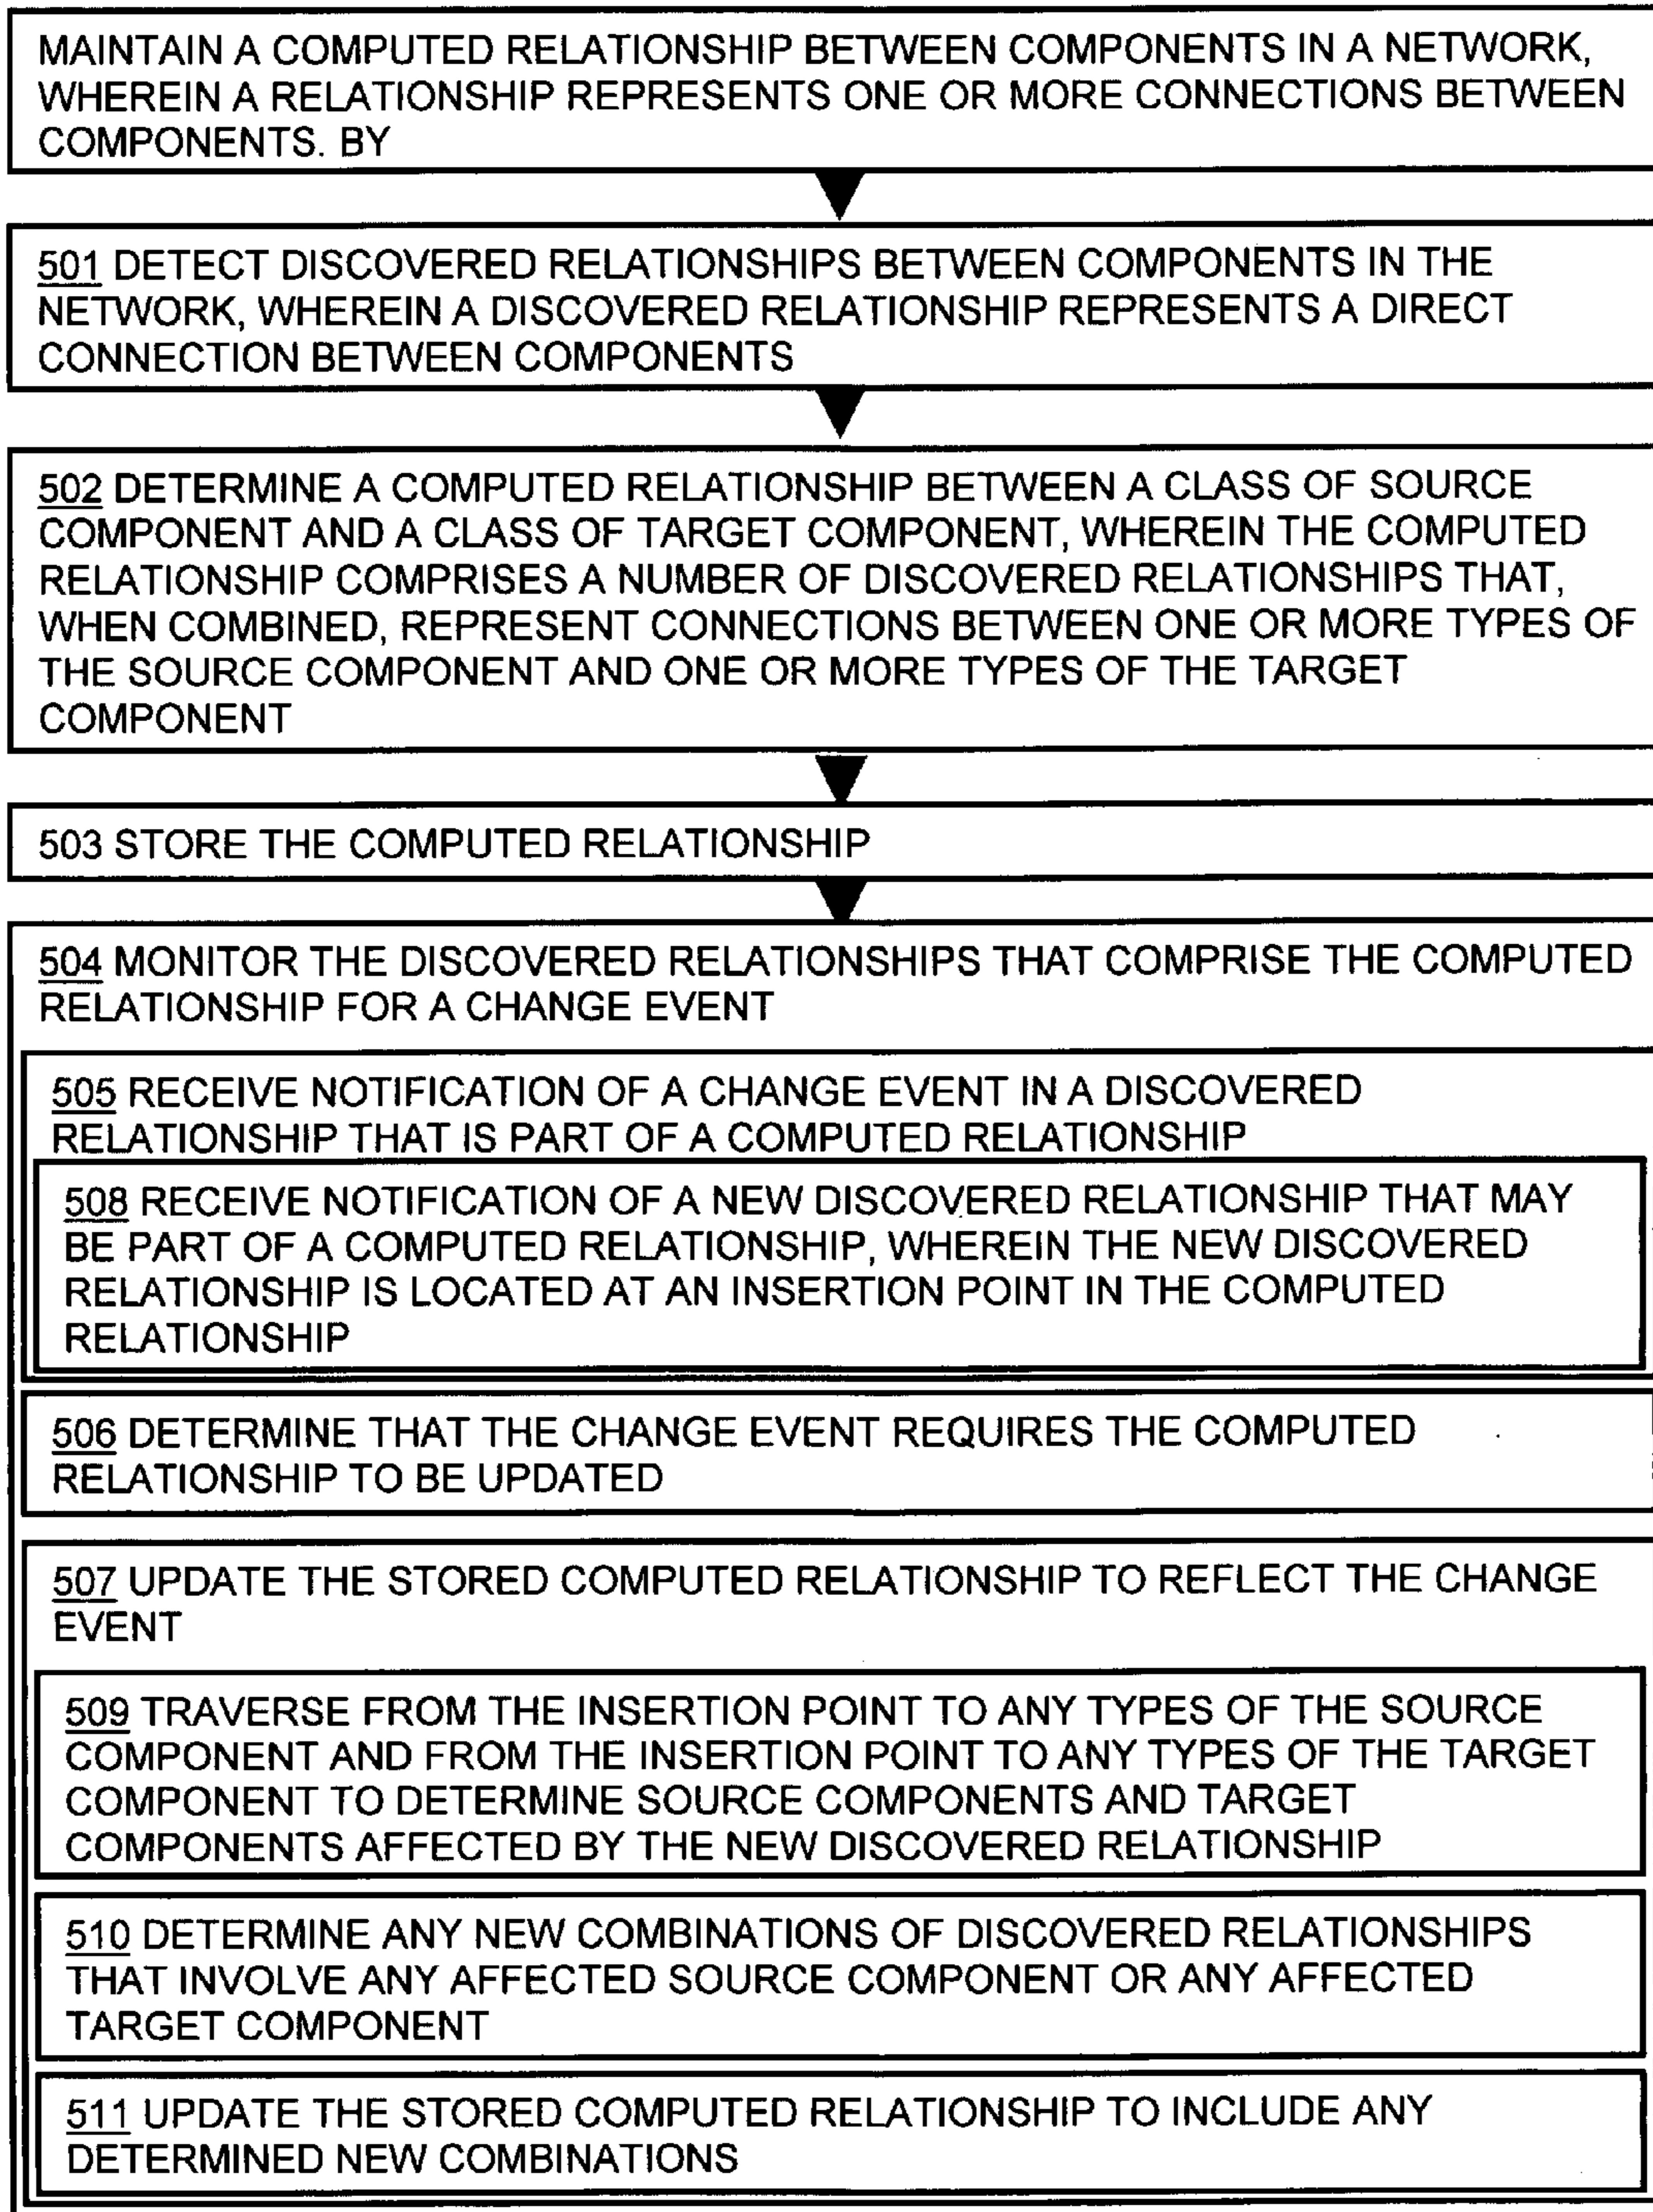 MAINTAIN A COMPUTED RELATIONSHIP BETWEEN COMPONENTS IN A NETWORK,
WHEREIN A RELATIONSHIP REPRESENTS ONE OR MORE CONNECTIONS BETWEEN
COMPONENTS. BY
501 DETECT DISCOVERED RELATIONSHIPS BETWEEN COMPONENTS IN THE
NETWORK, WHEREIN A DISCOVERED RELATIONSHIP REPRESENTS A DIRECT
CONNECTION BETWEEN COMPONENTS
502 DETERMINE A COMPUTED RELATIONSHIP BETWEEN A CLASS OF SOURCE
COMPONENT AND A CLASS OF TARGET COMPONENT, WHEREIN THE COMPUTED
RELATIONSHIP COMPRISES A NUMBER OF DISCOVERED RELATIONSHIPS THAT,
WHEN COMBINED, REPRESENT CONNECTIONS BETWEEN ONE OR MORE TYPES OF
THE SOURCE COMPONENT AND ONE OR MORE TYPES OF THE TARGET
COMPONENT
503 STORE THE COMPUTED RELATIONSHIP
504 MONITOR THE DISCOVERED RELATIONSHIPS THAT COMPRISE THE COMPUTED
RELATIONSHIP FOR A CHANGE EVENT
505 RECEIVE NOTIFICATION OF A CHANGE EVENT IN A DISCOVERED
RELATIONSHIP THAT IS PART OF A COMPUTED RELATIONSHIP
508 RECEIVE NOTIFICATION OF A NEW DISCOVERED RELATIONSHIP THAT MAY
BE PART OF A COMPUTED RELATIONSHIP, WHEREIN THE NEW DISCOVERED
RELATIONSHIP IS LOCATED AT AN INSERTION POINT IN THE COMPUTED
RELATIONSHIP
506 DETERMINE THAT THE CHANGE EVENT REQUIRES THE COMPUTED
RELATIONSHIP TO BE UPDATED
507 UPDATE THE STORED COMPUTED RELATIONSHIP TO REFLECT THE CHANGE
EVENT
509 TRAVERSE FROM THE INSERTION POINT TO ANY TYPES OF THE SOURCE
COMPONENT AND FROM THE INSERTION POINT TO ANY TYPES OF THE TARGET
COMPONENT TO DETERMINE SOURCE COMPONENTS AND TARGET
COMPONENTS AFFECTED BY THE NEW DISCOVERED RELATIONSHIP
510 DETERMINE ANY NEW COMBINATIONS OF DISCOVERED RELATIONSHIPS
THAT INVOLVE ANY AFFECTED SOURCE COMPONENT OR ANY AFFECTED
TARGET COMPONENT
511 UPDATE THE STORED COMPUTED RELATIONSHIP TO INCLUDE ANY
DETERMINED NEW COMBINATIONS